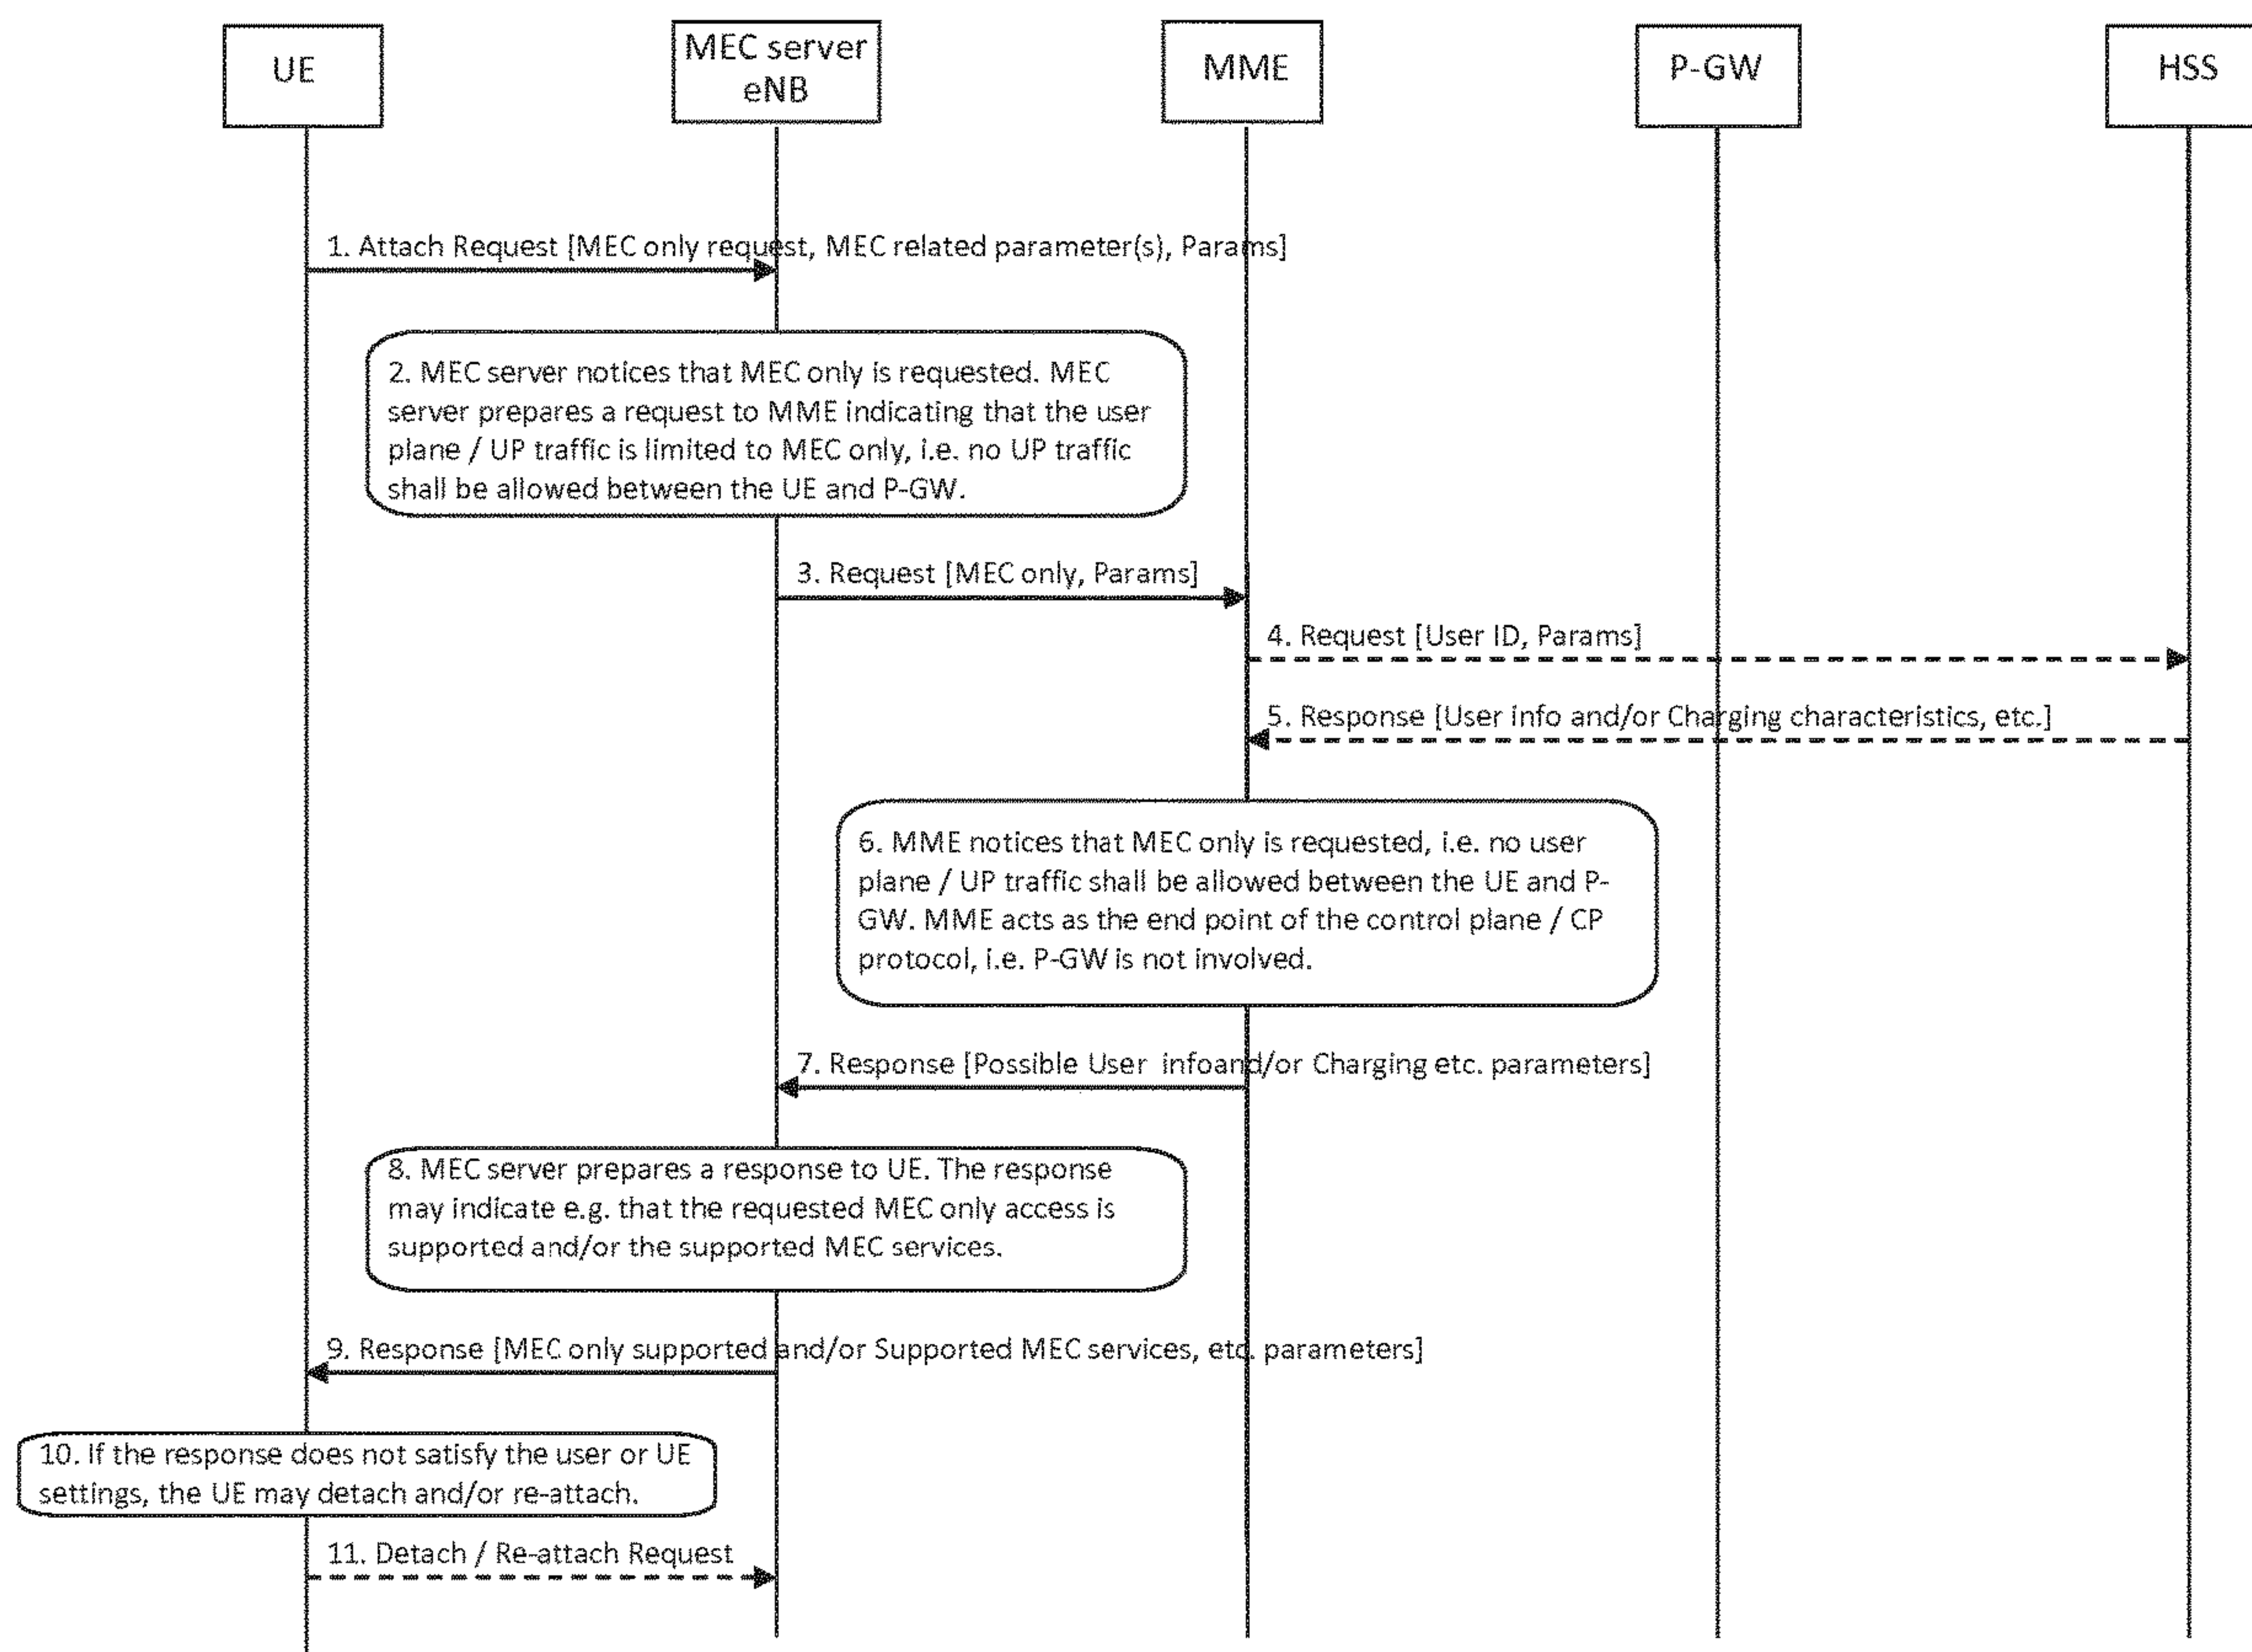 UE
MEC server
eNB
MME
P-GW
HSS
1. Attach Request [MEC only request, MEC related parameter(s), Params]
2. MEC server notices that MEC only is requested. MEC
server prepares a request to MME indicating that the user
plane / UP traffic is limited to MEC only, i.e. no UP traffic
shall be allowed between the UE and P-GW.
3. Request [MEC only, Params]
4. Request [User ID, Params]
5. Response [User info and/or Charging characteristics, etc.]
6. MME notices that MEC only is requested, i.e. no user
plane / UP traffic shall be allowed between the UE and P-
GW. MME acts as the end point of the control plane / CP
protocol, i.e. P-GW is not involved.
7. Response [Possible User infoand/or Charging etc. parameters]
8. MEC server prepares a response to UE. The response
may indicate e.g. that the requested MEC only access is
supported and/or the supported MEC services.
9. Response [MEC only supported and/or Supported MEC services, etc. parameters]
10. If the response does not satisfy the user or UE
settings, the UE may detach and/or re-attach.
11. Detach / Re-attach Request